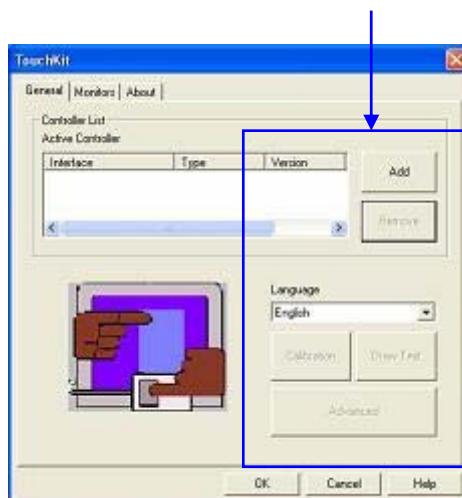 TouchKit
General Monitors About
Controller List
Active Controller
Interface Type Version
Add
Remove
Language
English
Calibration Draw Test
Advanced
OK Cancel Help